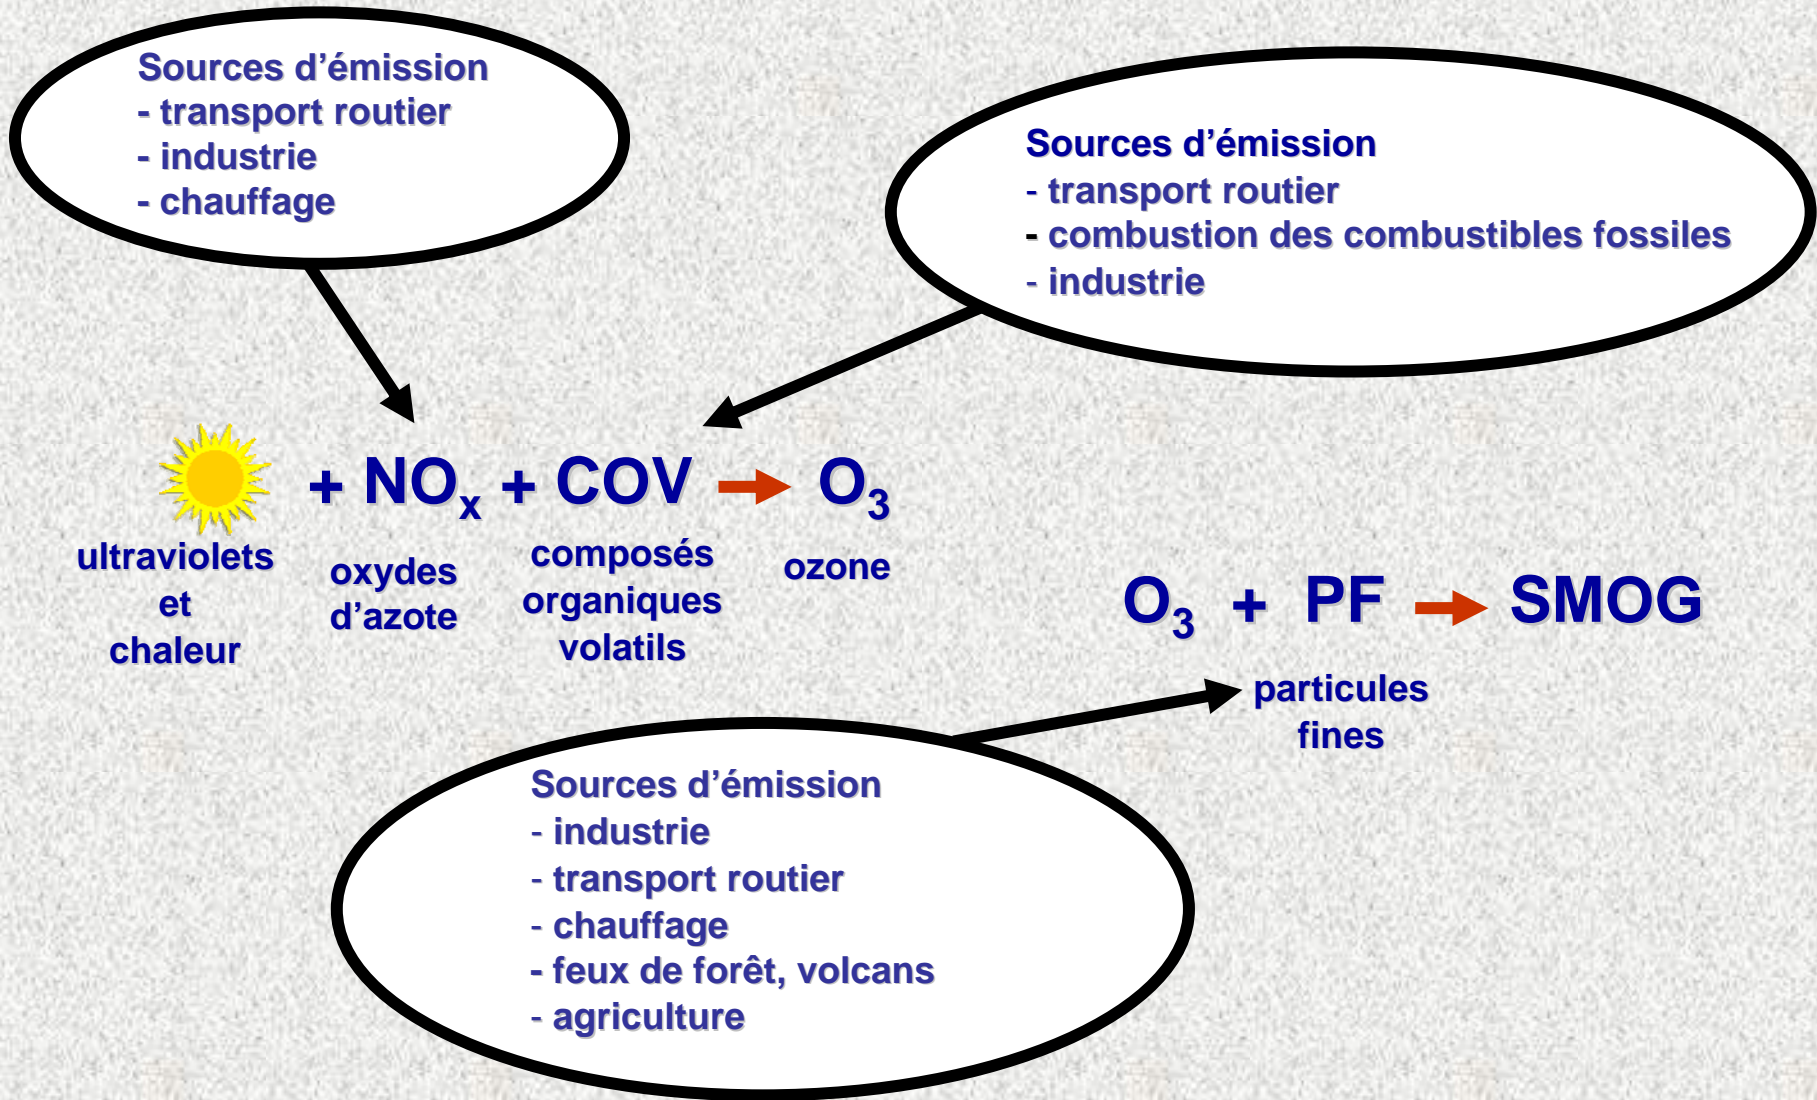 Sources d’émission
- transport routier
- industrie
- chauffage
Sources d’émission
- transport routier
- combustion des combustibles fossiles
- industrie
+ NOx + COV O3
ultraviolets
et
chaleur
oxydes
d’azote
composés
organiques
volatils
ozone
O3 + PF SMOG
particules
fines
Sources d’émission
- industrie
- transport routier
- chauffage
- feux de forêt, volcans
- agriculture